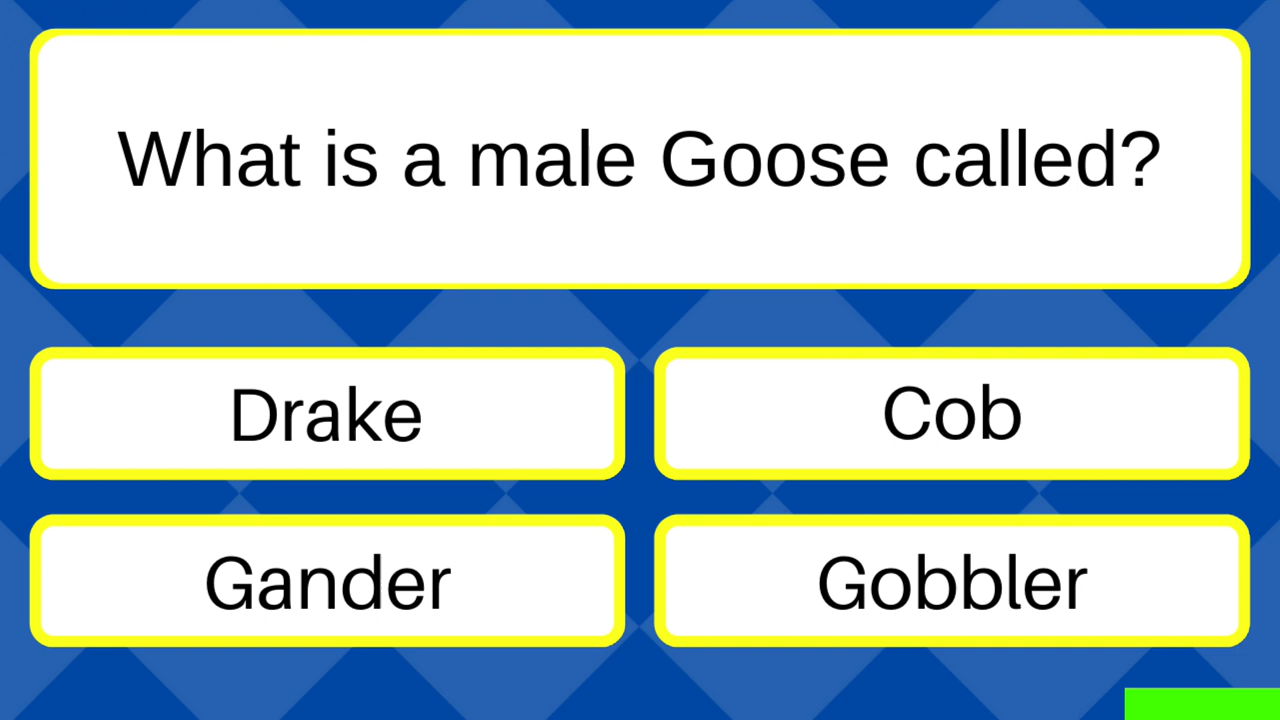 What is a male Goose called?
Drake
Cob
Gander
Gobbler